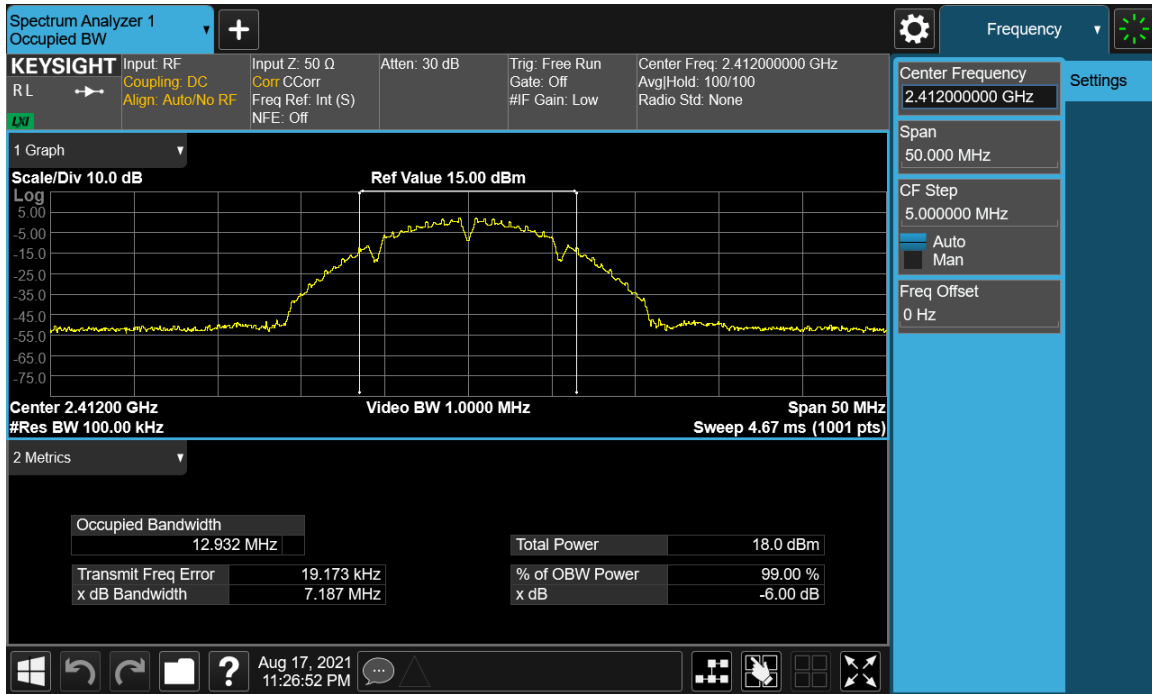 Spectrum Analyzer 1
Occupied BW
+
Frequency
KEYSIGHT
R L
LXI
Input: RF
Coupling: DC
Align: Auto/No RF
Input Z: 50 Ω
Corr CCorr
Freq Ref: Int (S)
NFE: Off
Atten: 30 dB
Trig: Free Run
Gate: Off
#IF Gain: Low
Center Freq: 2.412000000 GHz
Avg|Hold: 100/100
Radio Std: None
Center Frequency
2.412000000 GHz
Settings
Span
50.000 MHz
CF Step
5.000000 MHz
Auto
Man
Freq Offset
0 Hz
1 Graph
Scale/Div 10.0 dB
Ref Value 15.00 dBm
Log
5.00
-5.00
-15.0
-25.0
-35.0
-45.0
-55.0
-65.0
-75.0
Center 2.41200 GHz
Video BW 1.0000 MHz
Span 50 MHz
#Res BW 100.00 kHz
Sweep 4.67 ms (1001 pts)
2 Metrics
Occupied Bandwidth
12.932 MHz
Total Power 18.0 dBm
Transmit Freq Error 19.173 kHz
% of OBW Power 99.00 %
x dB Bandwidth 7.187 MHz
x dB -6.00 dB
?
Aug 17, 2021
11:26:52 PM